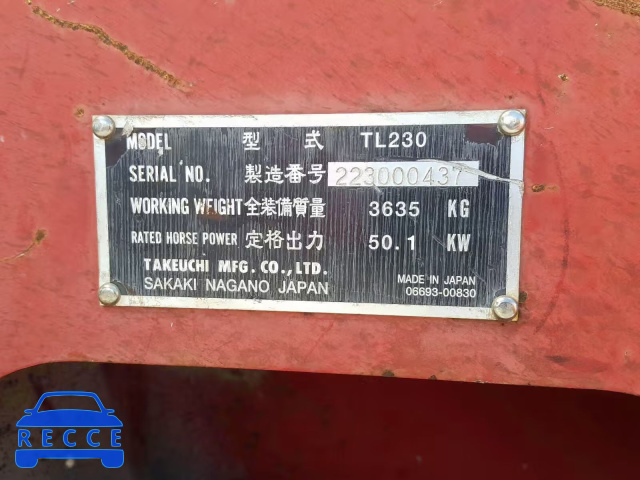 MODEL 型式 TL230
SERIAL NO. 製造番号 223000437
WORKING WEIGHT 全装備質量 3635 KG
RATED HORSE POWER 定格出力 50.1 KW
TAKEUCHI MFG. CO., LTD.
SAKAKI NAGANO JAPAN
MADE IN JAPAN
06693-00830
RECCE